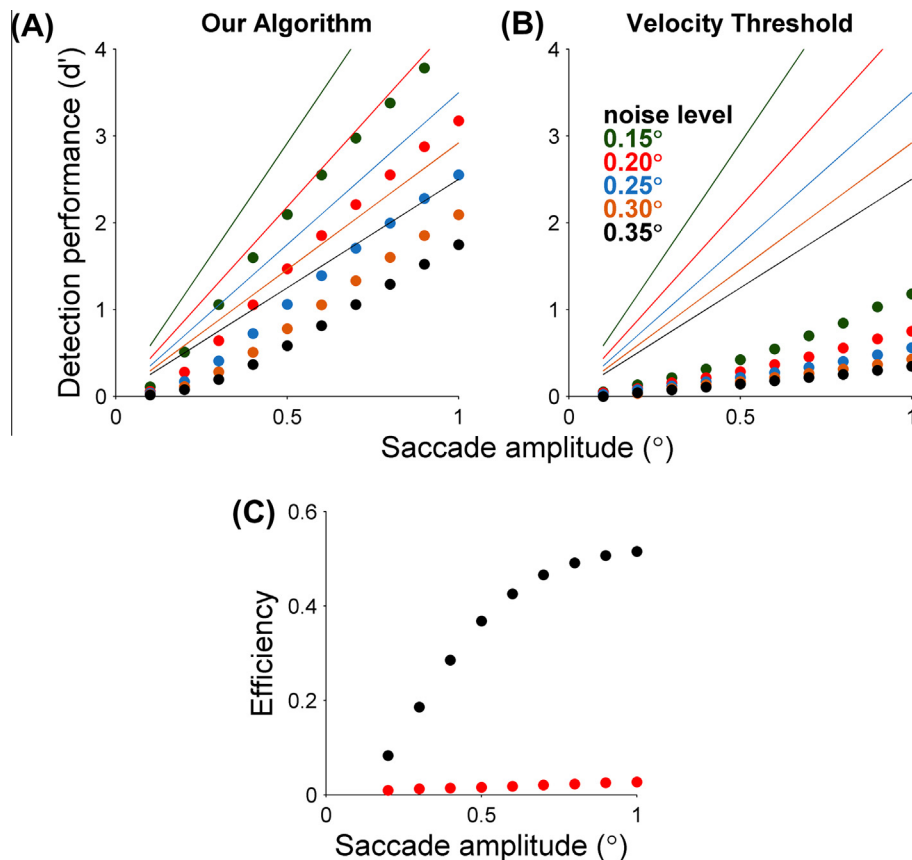 (A) Our Algorithm
(B) Velocity Threshold
4
3
2
1
0
Detection performance (d')
0 0.5 1
4
3
2
1
0
noise level
0.15°
0.20°
0.25°
0.30°
0.35°
0 0.5 1
Saccade amplitude (°)
(C)
0.6
0.4
0.2
0
Efficiency
0 0.5 1
Saccade amplitude (°)